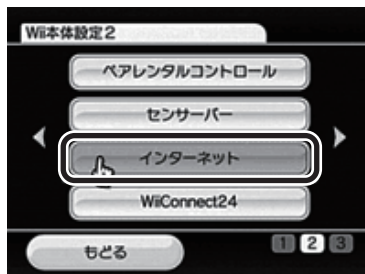 Wii本体設定2
ペアレンタルコントロール
センサーバー
インターネット
WiiConnect24
もどる
1 2 3